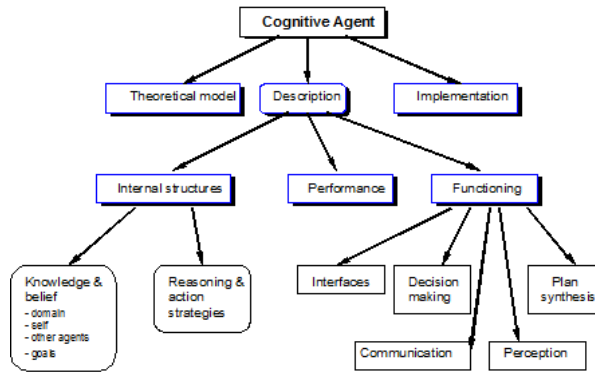 Cognitive Agent
Theoretical model
Description
Implementation
Internal structures
Performance
Functioning
Knowledge &
belief
- domain
- self
- other agents
- goals
Reasoning &
action
strategies
Interfaces
Decision
making
Plan
synthesis
Communication
Perception